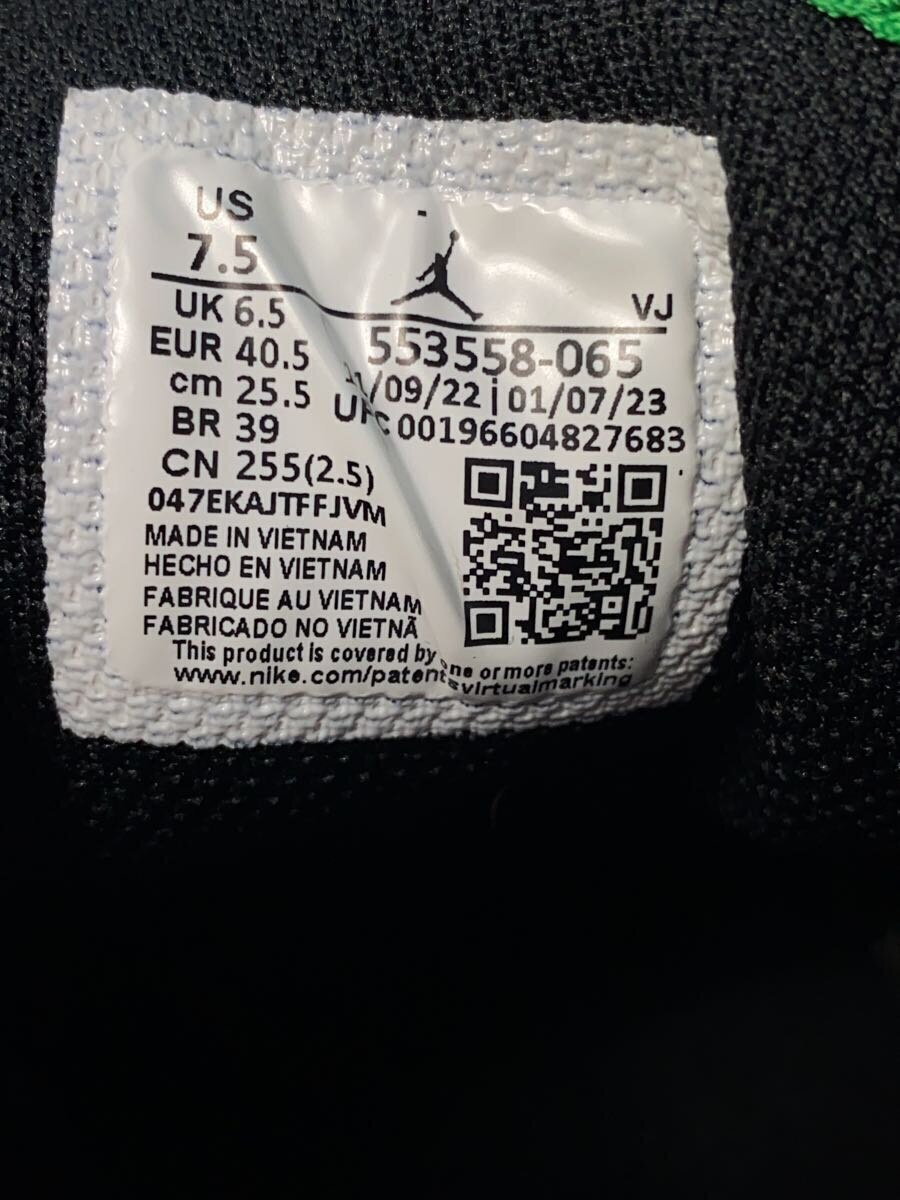 US
7.5
VJ
UK 6.5
553558-065
EUR 40.5
/09/22 | 01/07/23
cm 25.5
00196604827683
BR 39
CN 255(2.5)
047EKAJTFFJVM
MADE IN VIETNAM
HECHO EN VIETNAM
FABRIQUE AU VIETNAM
FABRICADO NO VIETNÃ
This product is covered by one or more patents:
www.nike.com/patents virtualmarking